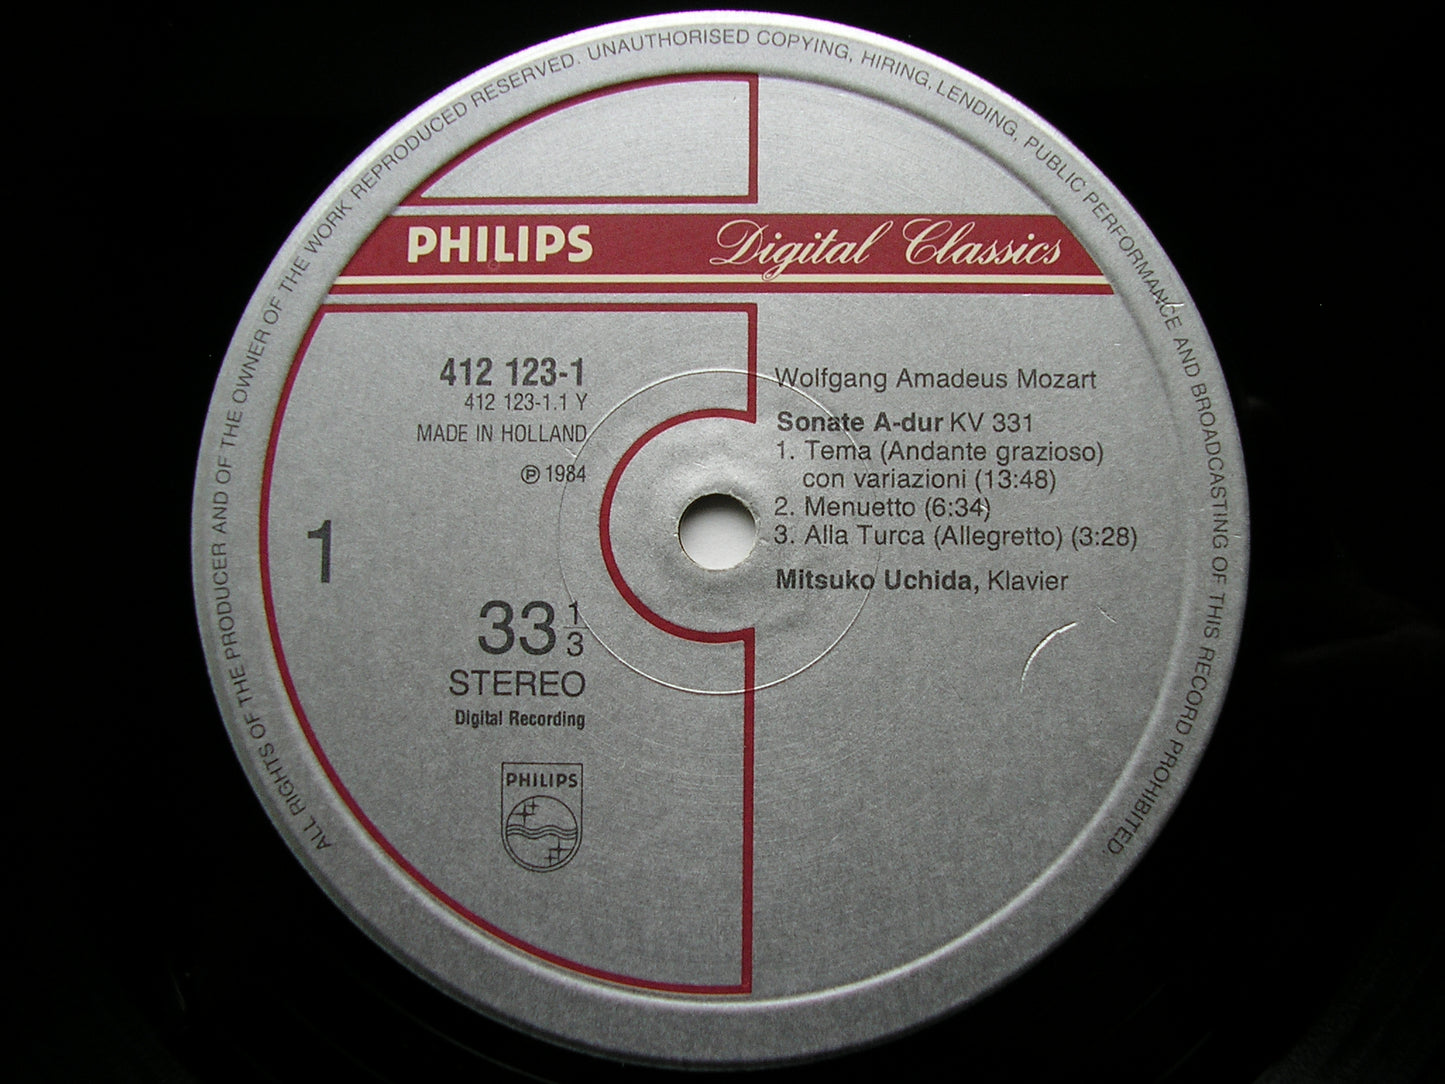 ALL RIGHTS OF THE PRODUCER AND OF THE OWNER OF THE WORK REPRODUCED RESERVED. UNAUTHORISED COPYING, HIRING, LENDING, PUBLIC PERFORMANCE AND BROADCASTING OF THIS RECORD PROHIBITED.
PHILIPS Digital Classics
412 123-1
412 123-1.1 Y
MADE IN HOLLAND
℗ 1984
1
33 1/3
STEREO
Digital Recording
PHILIPS
Wolfgang Amadeus Mozart
Sonate A-dur KV 331
1. Tema (Andante grazioso)
con variazioni (13:48)
2. Menuetto (6:34)
3. Alla Turca (Allegretto) (3:28)
Mitsuko Uchida, Klavier